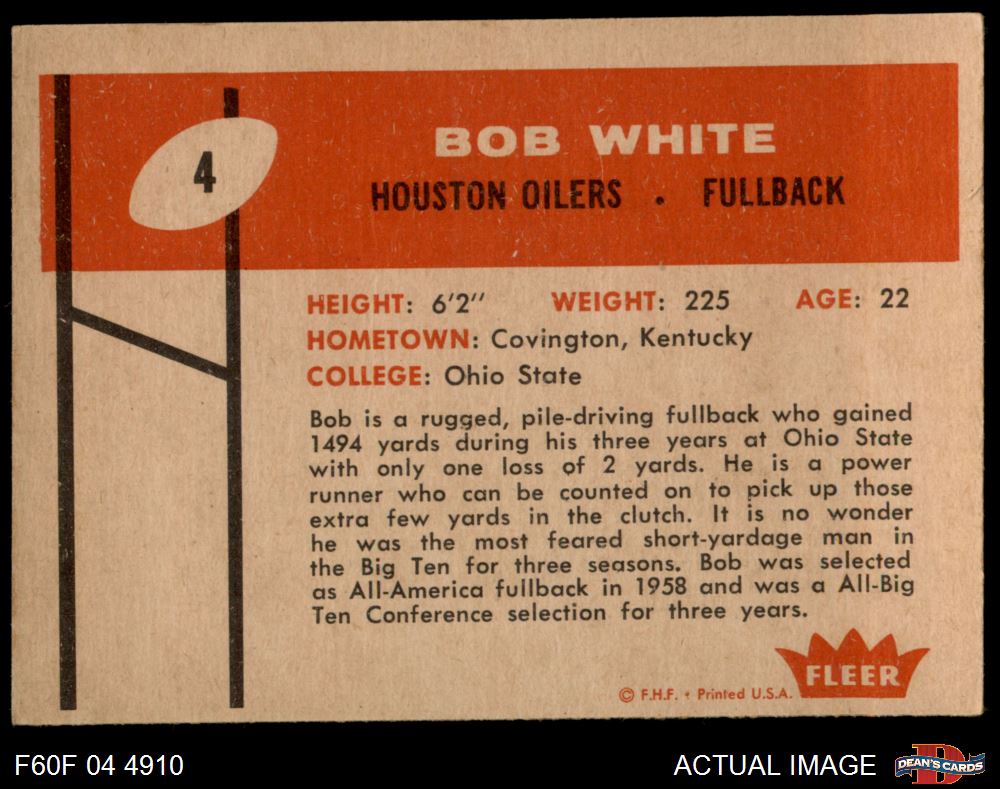 4
BOB WHITE
HOUSTON OILERS . FULLBACK
HEIGHT: 6'2" WEIGHT: 225 AGE: 22
HOMETOWN: Covington, Kentucky
COLLEGE: Ohio State
Bob is a rugged, pile-driving fullback who gained
1494 yards during his three years at Ohio State
with only one loss of 2 yards. He is a power
runner who can be counted on to pick up those
extra few yards in the clutch. It is no wonder
he was the most feared short-yardage man in
the Big Ten for three seasons. Bob was selected
as All-America fullback in 1958 and was a All-Big
Ten Conference selection for three years.
FLEER
© F.H.F. • Printed U.S.A.
F60F 04 4910 ACTUAL IMAGE D DEAN'S CARDS